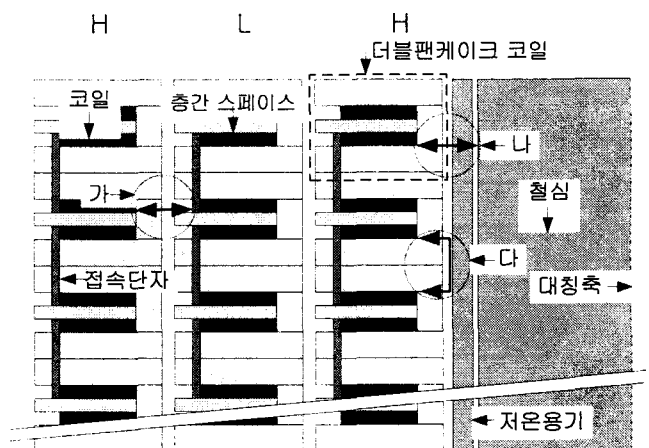 H L H
더블팬케이크 코일
코일
층간 스페이스
나
가
철심
다
접속단자
대칭축
저온용기